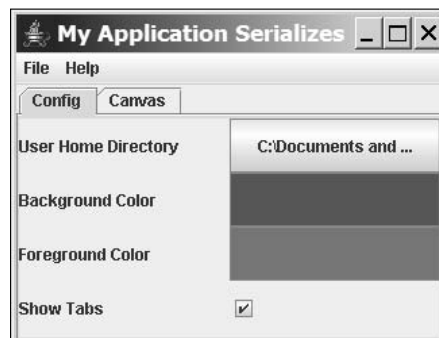 My Application Serializes
File Help
Config Canvas
User Home Directory C:\Documents and ...
Background Color
Foreground Color
Show Tabs